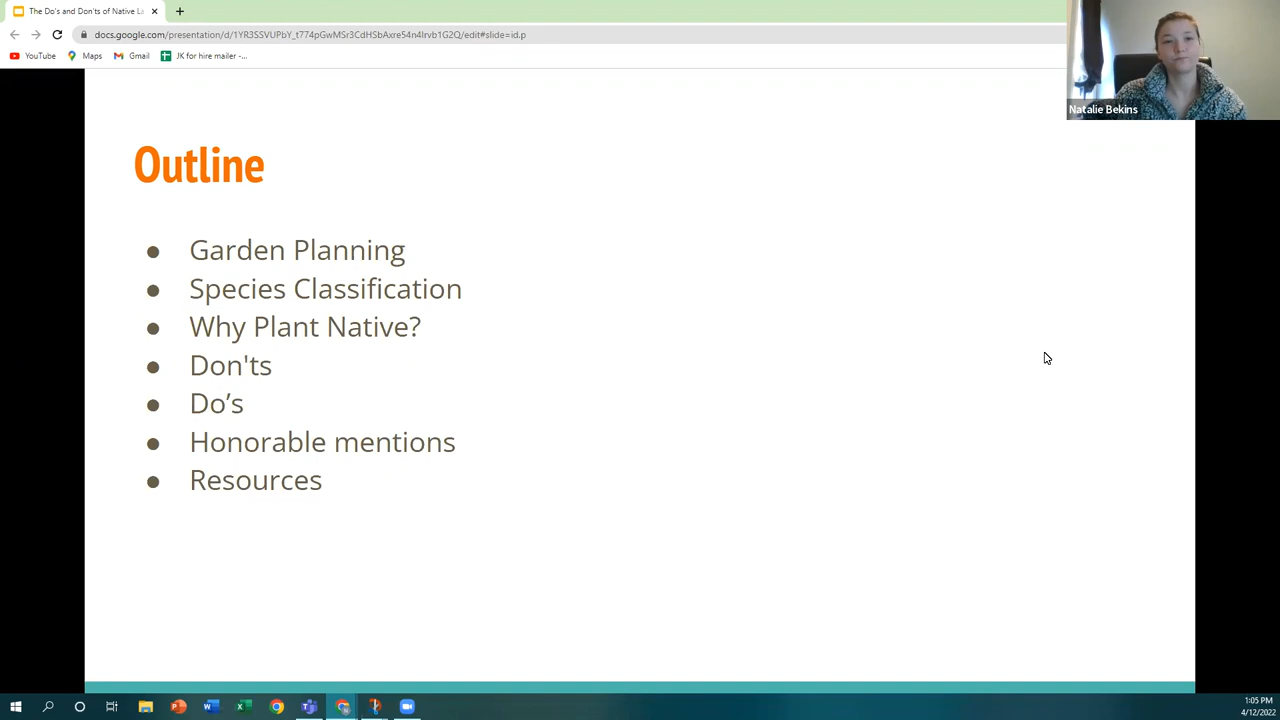 The Do's and Don'ts of Native La
docs.google.com/presentation/d/1YR3SSVUPbY_t774pGwMSr3CdHSbAxre54n4Irvb1G2Q/edit#slide=id.p
YouTube
Maps
Gmail
JK for hire mailer -...
Natalie Bekins
Outline
● Garden Planning
● Species Classification
● Why Plant Native?
● Don'ts
● Do’s
● Honorable mentions
● Resources
1:05 PM
4/12/2022